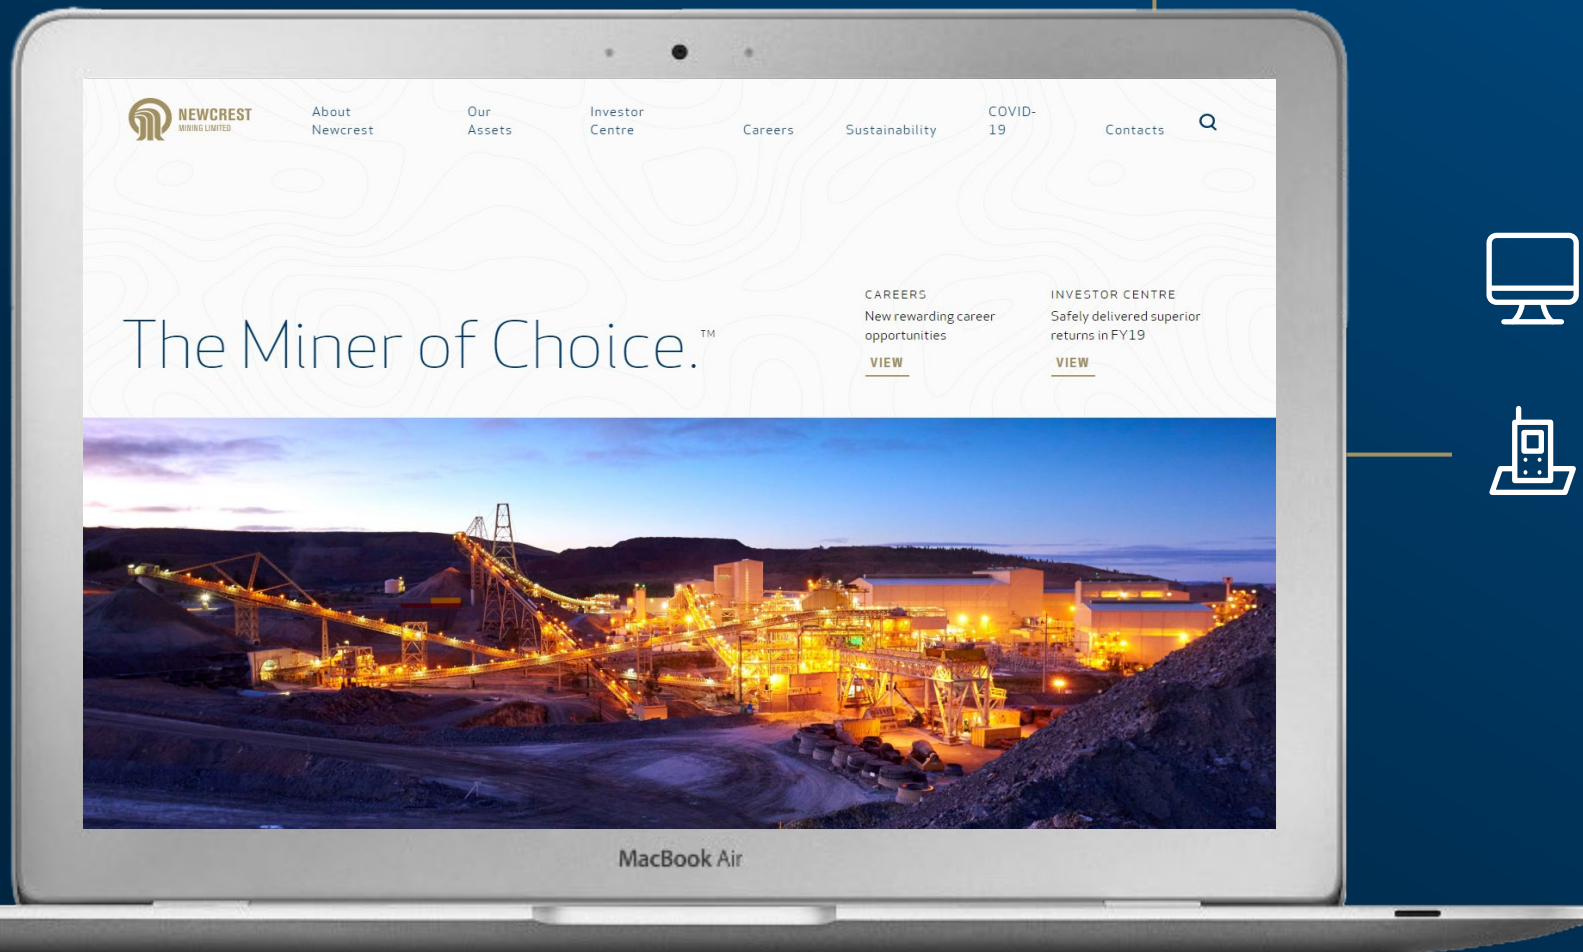 NEWCREST
MINING LIMITED
About
Newcrest
Our
Assets
Investor
Centre
Careers
Sustainability
COVID-
19
Contacts
The Miner of Choice.™
CAREERS
New rewarding career
opportunities
VIEW
INVESTOR CENTRE
Safely delivered superior
returns in FY19
VIEW
MacBook Air